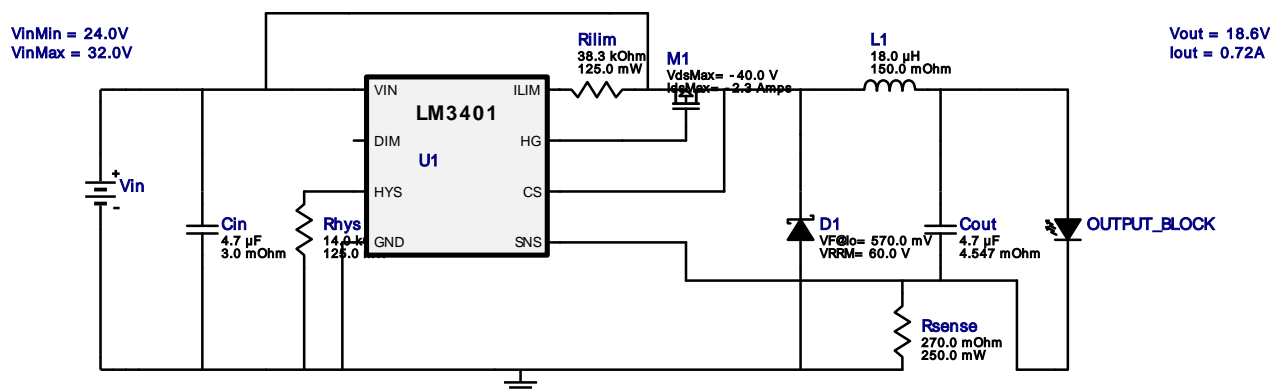 VinMin = 24.0V
VinMax = 32.0V
Vout = 18.6V
Iout = 0.72A
Rilim
38.3 kOhm
125.0 mW
M1
VdsMax= -40.0 V
IdsMax= -2.3 Amps
L1
18.0 µH
150.0 mOhm
VIN
ILIM
LM3401
DIM
HG
U1
HYS
CS
GND
SNS
Vin
Cin
4.7 µF
3.0 mOhm
Rhys
14.0
125.0
D1
VF@Io= 570.0 mV
VRRM= 60.0 V
Cout
4.7 µF
4.547 mOhm
OUTPUT_BLOCK
Rsense
270.0 mOhm
250.0 mW